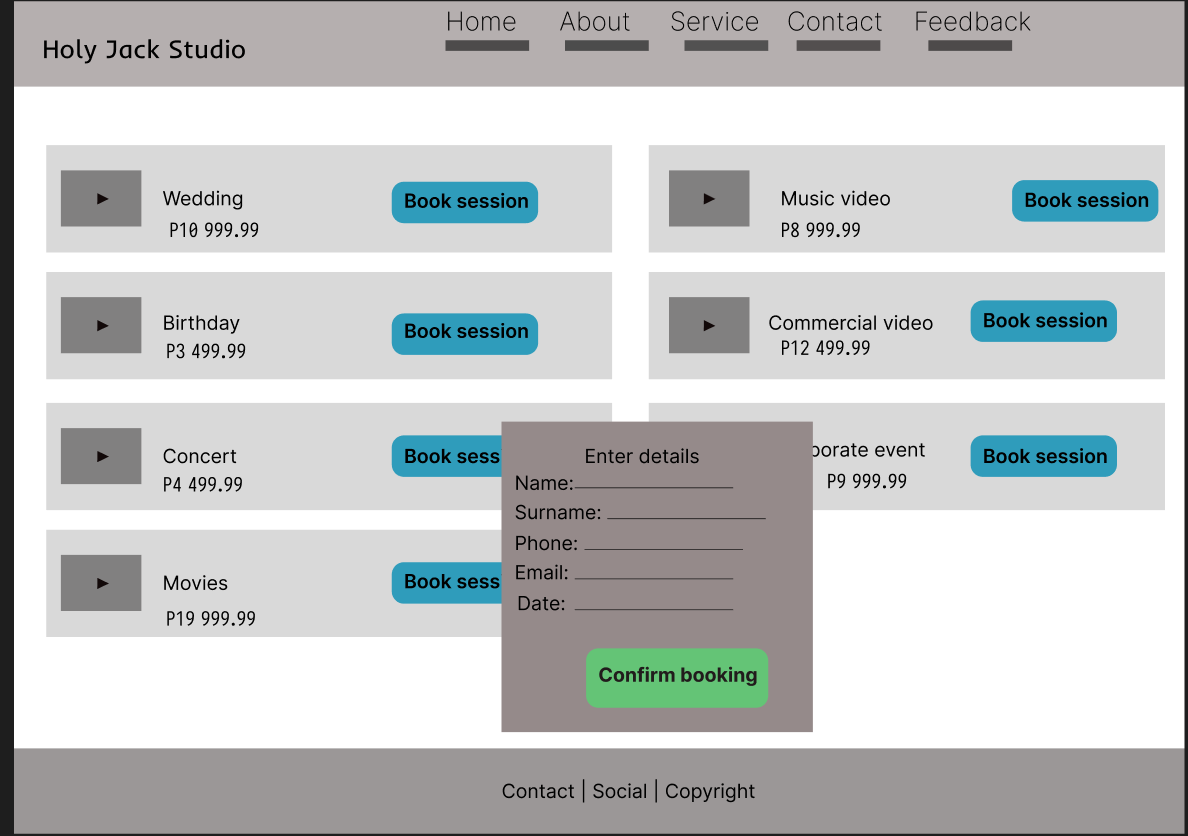 Home About Service Contact Feedback
Holy Jack Studio
Wedding
P10 999.99
Book session
Music video
P8 999.99
Book session
Birthday
P3 499.99
Book session
Commercial video
P12 499.99
Book session
Concert
P4 499.99
Book sess
porate event
P9 999.99
Book session
Movies
P19 999.99
Book sess
Enter details
Name:
Surname:
Phone:
Email:
Date:
Confirm booking
Contact | Social | Copyright